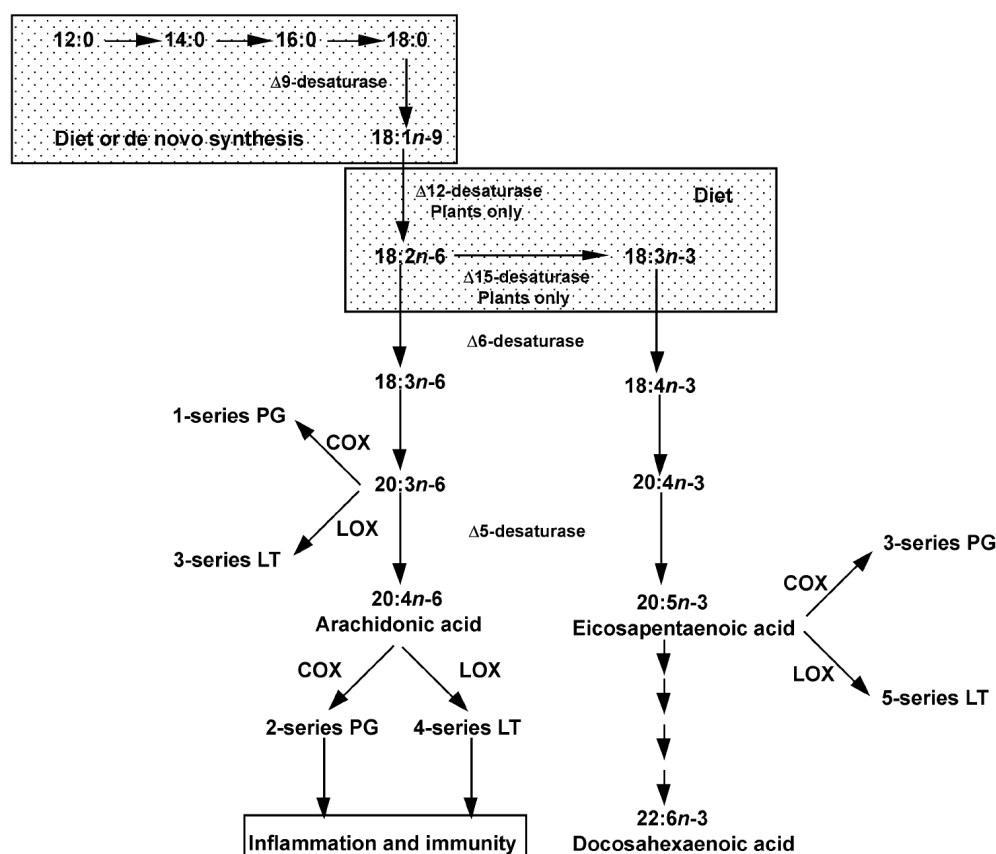 12:0 14:0 16:0 18:0
Δ9-desaturase
Diet or de novo synthesis 18:1n-9
Δ12-desaturase
Plants only
Diet
18:2n-6 18:3n-3
Δ15-desaturase
Plants only
Δ6-desaturase
18:3n-6 18:4n-3
1-series PG
COX
20:3n-6 20:4n-3
LOX
Δ5-desaturase
3-series LT
3-series PG
COX
20:4n-6 20:5n-3
Arachidonic acid Eicosapentaenoic acid
COX LOX LOX
5-series LT
2-series PG 4-series LT
22:6n-3
Inflammation and immunity Docosahexaenoic acid